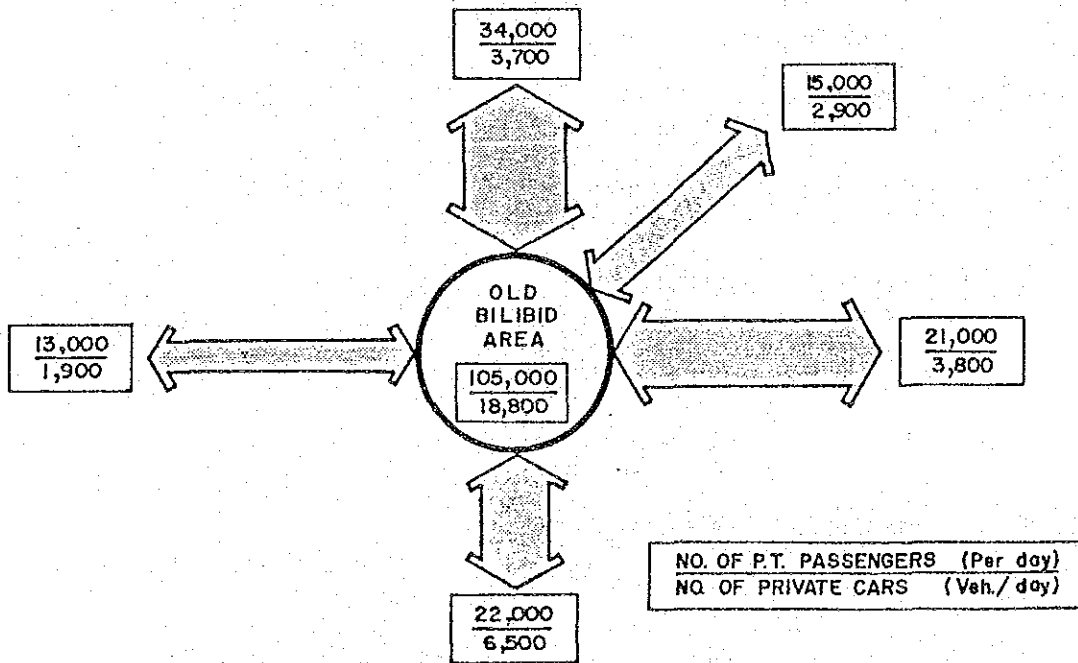 34,000
3,700
15,000
2,900
OLD
BILIBID
AREA
105,000
18,800
13,000
1,900
21,000
3,800
22,000
6,500
NO. OF P.T. PASSENGERS (Per day)
NO. OF PRIVATE CARS (Veh./day)